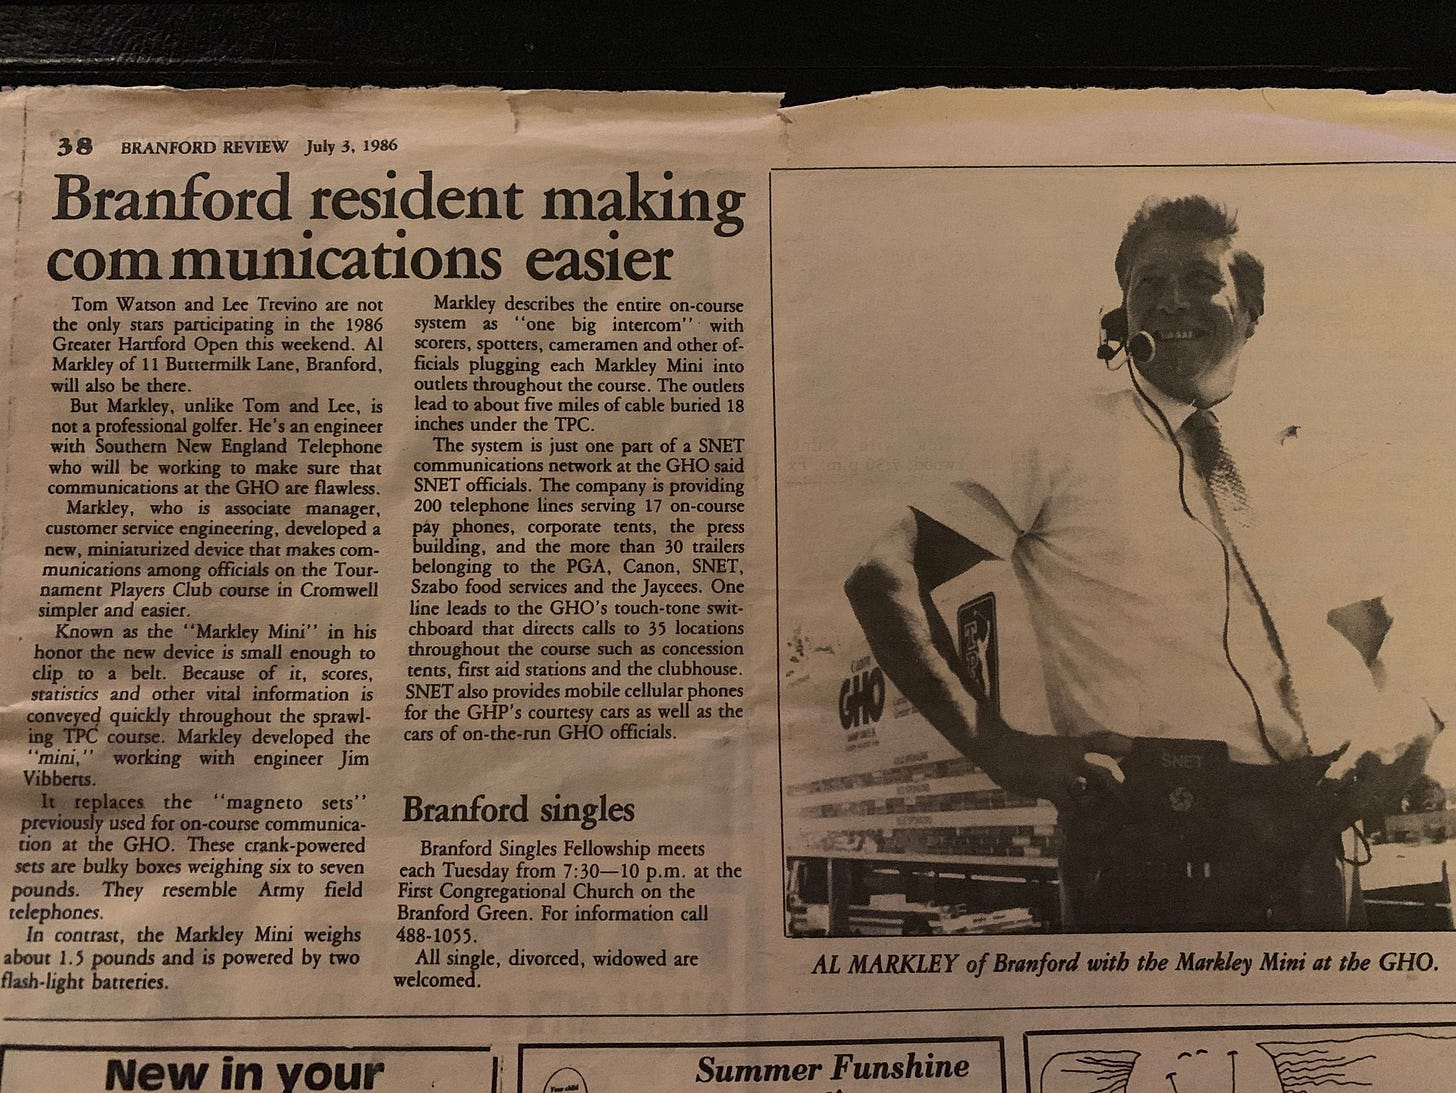 38 BRANFORD REVIEW July 3, 1986
Branford resident making
communications easier
Tom Watson and Lee Trevino are not
the only stars participating in the 1986
Greater Hartford Open this weekend. Al
Markley of 11 Buttermilk Lane, Branford,
will also be there.
But Markley, unlike Tom and Lee, is
not a professional golfer. He's an engineer
with Southern New England Telephone
who will be working to make sure that
communications at the GHO are flawless.
Markley, who is associate manager,
customer service engineering, developed a
new, miniaturized device that makes com-
munications among officials on the Tour-
nament Players Club course in Cromwell
simpler and easier.
Known as the "Markley Mini" in his
honor the new device is small enough to
clip to a belt. Because of it, scores,
statistics and other vital information is
conveyed quickly throughout the sprawl-
ing TPC course. Markley developed the
"mini," working with engineer Jim
Vibberts.
It replaces the "magneto sets"
previously used for on-course communica-
tion at the GHO. These crank-powered
sets are bulky boxes weighing six to seven
pounds. They resemble Army field
telephones.
In contrast, the Markley Mini weighs
about 1.5 pounds and is powered by two
flash-light batteries.
Markley describes the entire on-course
system as "one big intercom" with
scorers, spotters, cameramen and other of-
ficials plugging each Markley Mini into
outlets throughout the course. The outlets
lead to about five miles of cable buried 18
inches under the TPC.
The system is just one part of a SNET
communications network at the GHO said
SNET officials. The company is providing
200 telephone lines serving 17 on-course
pay phones, corporate tents, the press
building, and the more than 30 trailers
belonging to the PGA, Canon, SNET,
Szabo food services and the Jaycees. One
line leads to the GHO's touch-tone swit-
chboard that directs calls to 35 locations
throughout the course such as concession
tents, first aid stations and the clubhouse.
SNET also provides mobile cellular phones
for the GHP's courtesy cars as well as the
cars of on-the-run GHO officials.
Branford singles
Branford Singles Fellowship meets
each Tuesday from 7:30—10 p.m. at the
First Congregational Church on the
Branford Green. For information call
488-1055.
All single, divorced, widowed are
welcomed.
Canon
GHO
SNET
AL MARKLEY of Branford with the Markley Mini at the GHO.
New in your
Your child
Summer Funshine